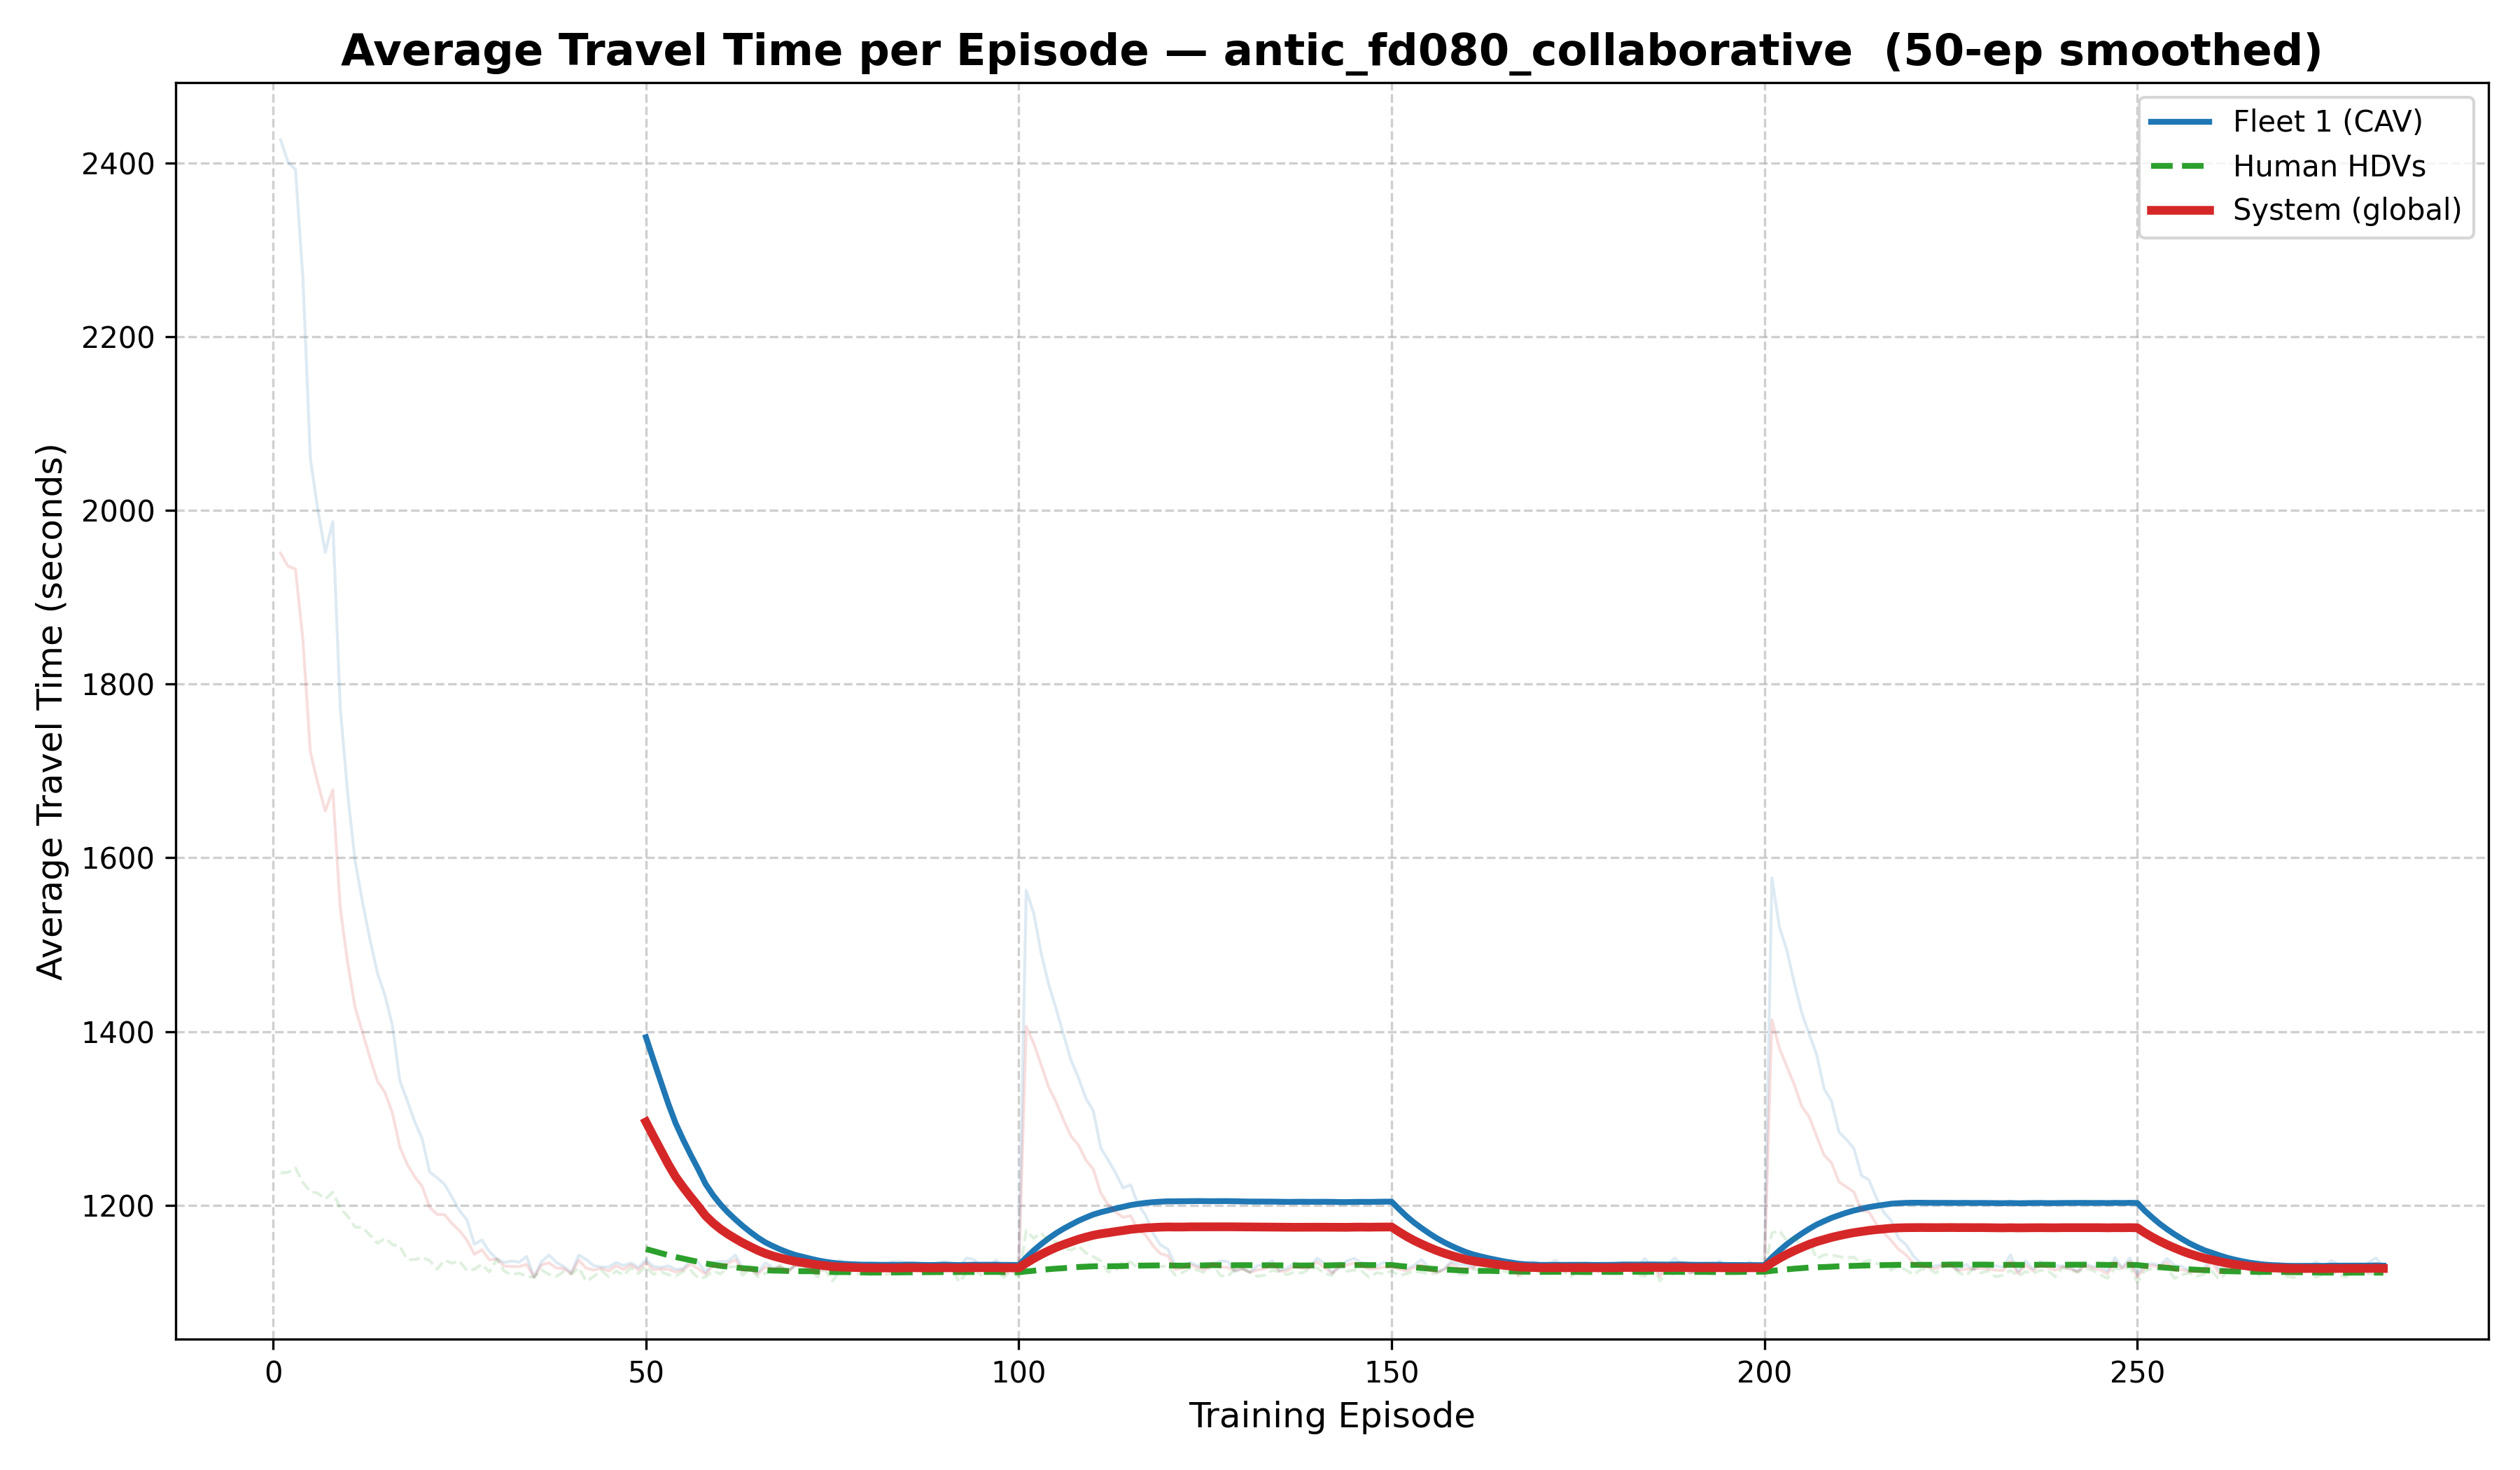 Average Travel Time per Episode — antic_fd080_collaborative  (50-ep smoothed)
Fleet 1 (CAV)
Human HDVs
System (global)
Average Travel Time (seconds)
2400
2200
2000
1800
1600
1400
1200
0 50 100 150 200 250
Training Episode